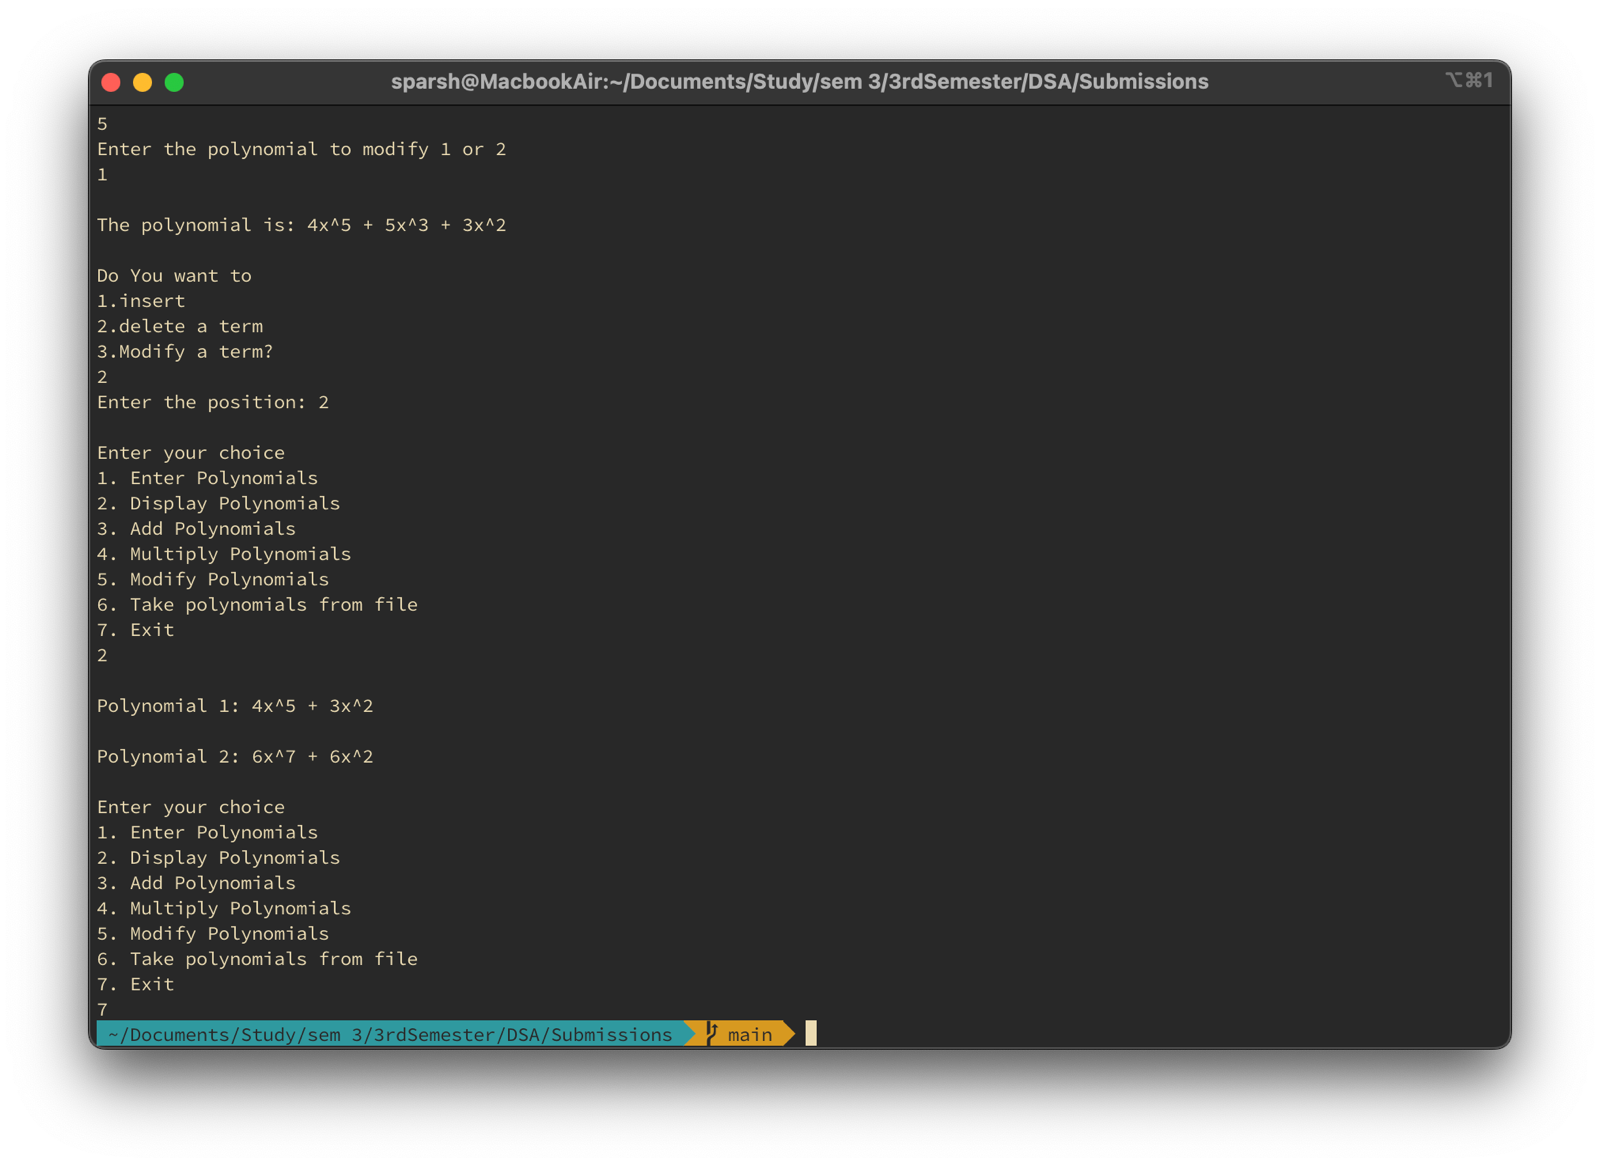 sparsh@MacbookAir:~/Documents/Study/sem 3/3rdSemester/DSA/Submissions
⌥⌘1
5
Enter the polynomial to modify 1 or 2
1
The polynomial is: 4x^5 + 5x^3 + 3x^2
Do You want to
1.insert
2.delete a term
3.Modify a term?
2
Enter the position: 2
Enter your choice
1. Enter Polynomials
2. Display Polynomials
3. Add Polynomials
4. Multiply Polynomials
5. Modify Polynomials
6. Take polynomials from file
7. Exit
2
Polynomial 1: 4x^5 + 3x^2
Polynomial 2: 6x^7 + 6x^2
Enter your choice
1. Enter Polynomials
2. Display Polynomials
3. Add Polynomials
4. Multiply Polynomials
5. Modify Polynomials
6. Take polynomials from file
7. Exit
7
~/Documents/Study/sem 3/3rdSemester/DSA/Submissions main